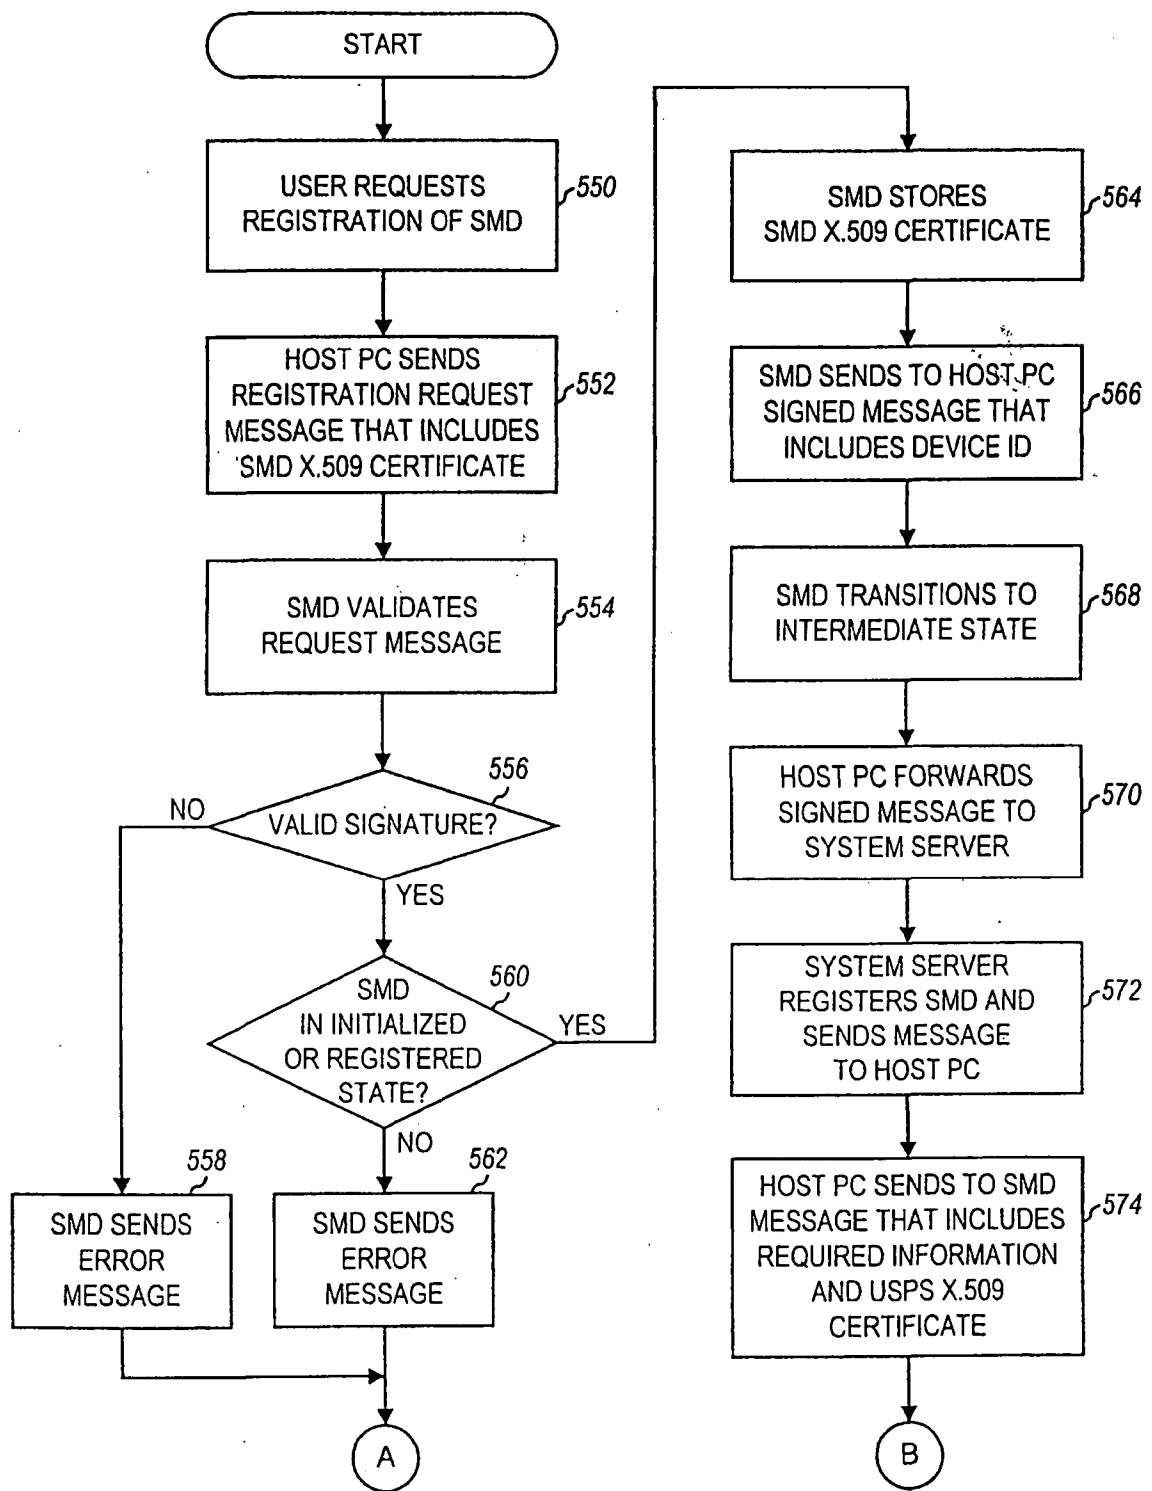 START
USER REQUESTS
REGISTRATION OF SMD
550
HOST PC SENDS
REGISTRATION REQUEST
MESSAGE THAT INCLUDES
SMD X.509 CERTIFICATE
552
SMD VALIDATES
REQUEST MESSAGE
554
556
VALID SIGNATURE?
NO
YES
560
SMD
IN INITIALIZED
OR REGISTERED
STATE?
YES
NO
558
SMD SENDS
ERROR
MESSAGE
562
SMD SENDS
ERROR
MESSAGE
A
SMD STORES
SMD X.509 CERTIFICATE
564
SMD SENDS TO HOST PC
SIGNED MESSAGE THAT
INCLUDES DEVICE ID
566
SMD TRANSITIONS TO
INTERMEDIATE STATE
568
HOST PC FORWARDS
SIGNED MESSAGE TO
SYSTEM SERVER
570
SYSTEM SERVER
REGISTERS SMD AND
SENDS MESSAGE
TO HOST PC
572
HOST PC SENDS TO SMD
MESSAGE THAT INCLUDES
REQUIRED INFORMATION
AND USPS X.509
CERTIFICATE
574
B